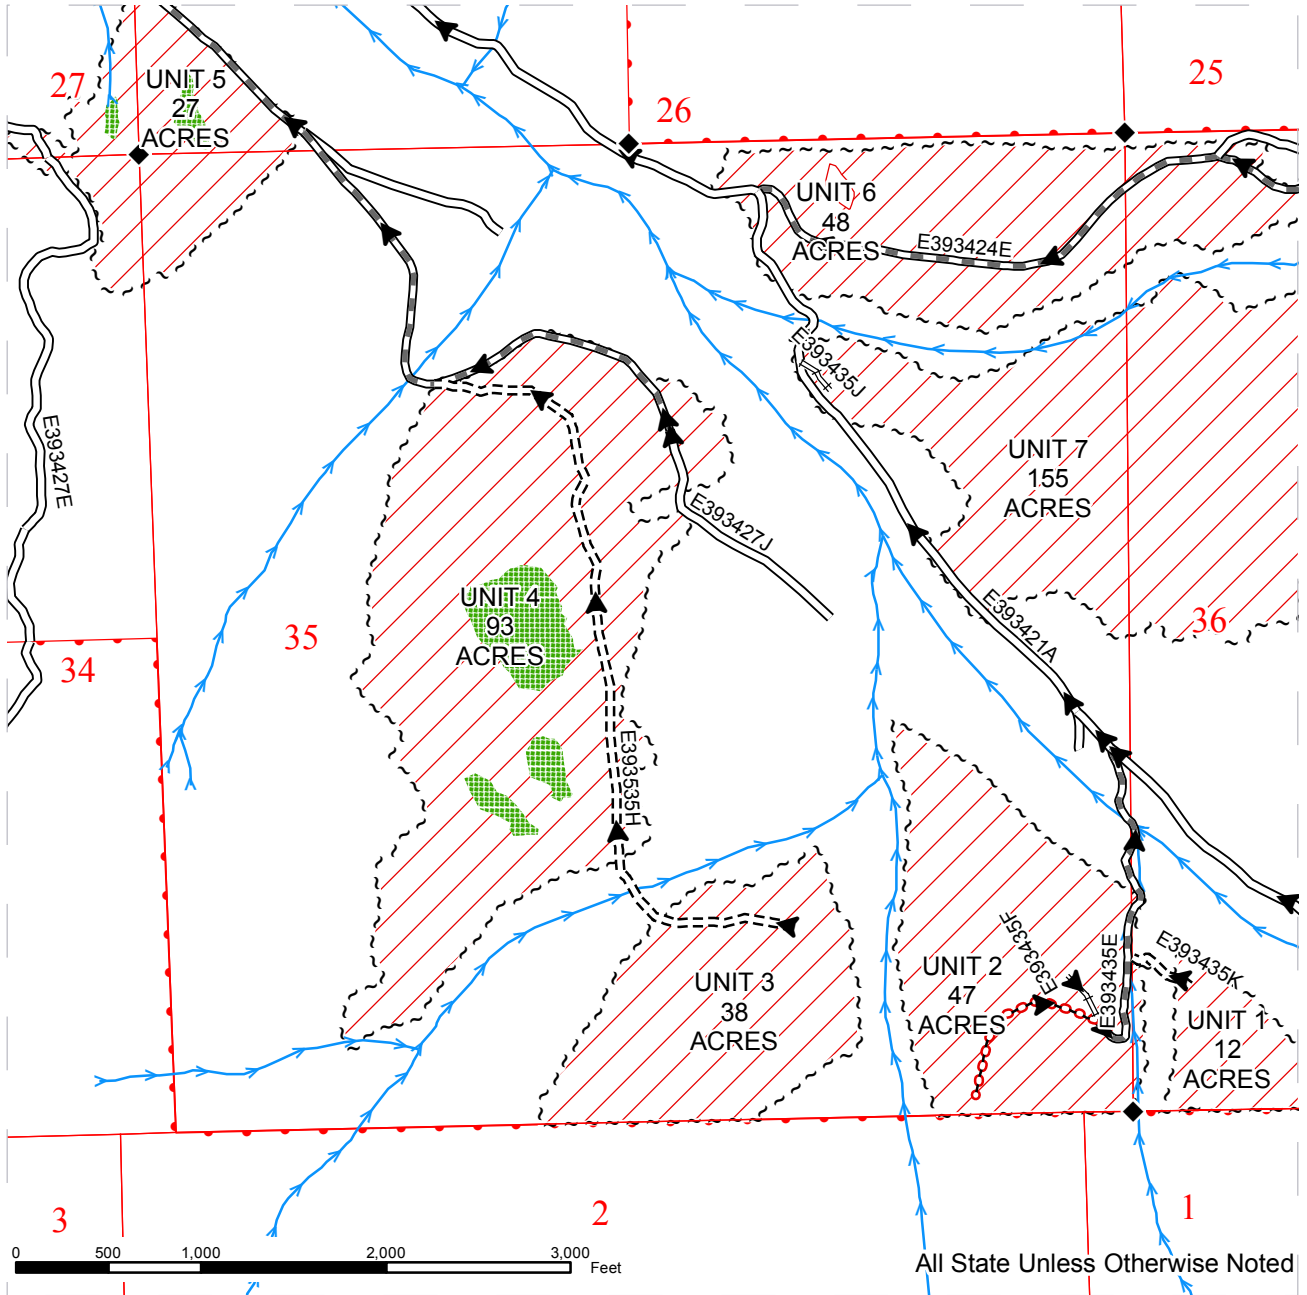 27
UNIT 5
27
ACRES
26
25
UNIT 6
48
ACRES
E393424E
E393435J
E393427E
UNIT 7
155
ACRES
E393427J
UNIT 4
93
ACRES
35
34
E393421A
36
E393535H
UNIT 3
38
ACRES
UNIT 2
47
ACRES
E393435F
E393435E
E393435K
UNIT 1
12
ACRES
3
2
1
0 500 1,000 2,000 3,000
Feet
All State Unless Otherwise Noted